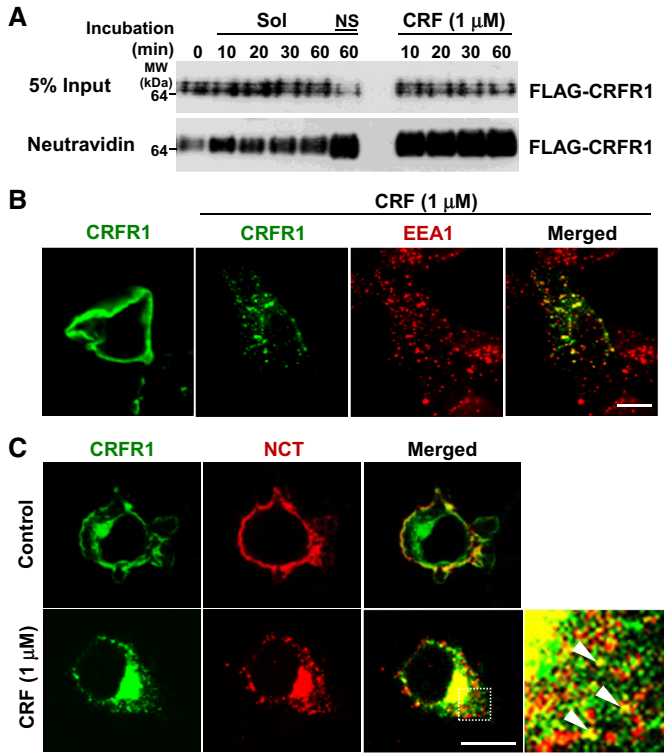 A
Incubation (min)
Sol
NS
CRF (1 μM)
0 10 20 30 60 60 10 20 30 60
MW (kDa)
5% Input
64
FLAG-CRFR1
Neutravidin
64
FLAG-CRFR1
B
CRF (1 μM)
CRFR1 CRFR1 EEA1 Merged
C
CRFR1 NCT Merged
Control
CRF (1 μM)